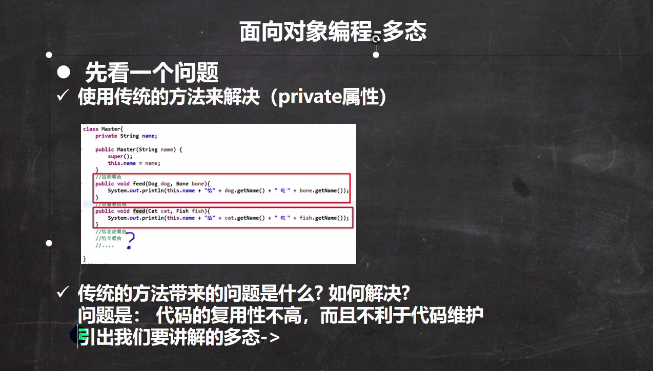 面向对象编程-多态
先看一个问题
使用传统的方法来解决（private属性）
class Master{
private String name;
public Master(String name) {
super();
this.name = name;
}
public void feed(Dog dog, Bone bone){
System.out.println(this.name + "给" + dog.getName() + " 吃 " + bone.getName());
}
public void feed(Cat cat, Fish fish){
System.out.println(this.name + "给" + cat.getName() + " 吃 " + fish.getName());
}
?
//....
}
传统的方法带来的问题是什么? 如何解决?
问题是： 代码的复用性不高，而且不利于代码维护
引出我们要讲解的多态->